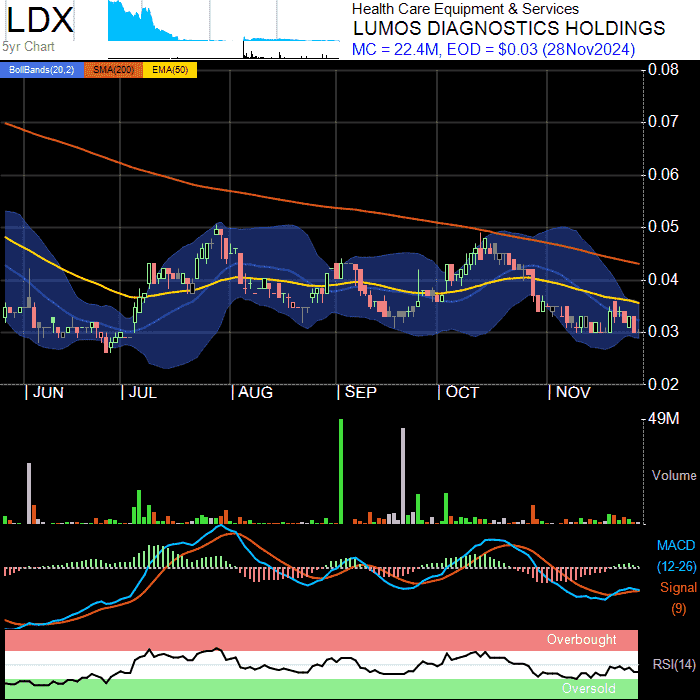 LDX
5yr Chart
Health Care Equipment & Services
LUMOS DIAGNOSTICS HOLDINGS
MC = 22.4M, EOD = $0.03 (28Nov2024)
BollBands(20,2) SMA(200) EMA(50)
0.08
0.07
0.06
0.05
0.04
0.03
0.02
JUN JUL AUG SEP OCT NOV
49M
Volume
MACD
(12-26)
Signal
(9)
Overbought
RSI(14)
Oversold